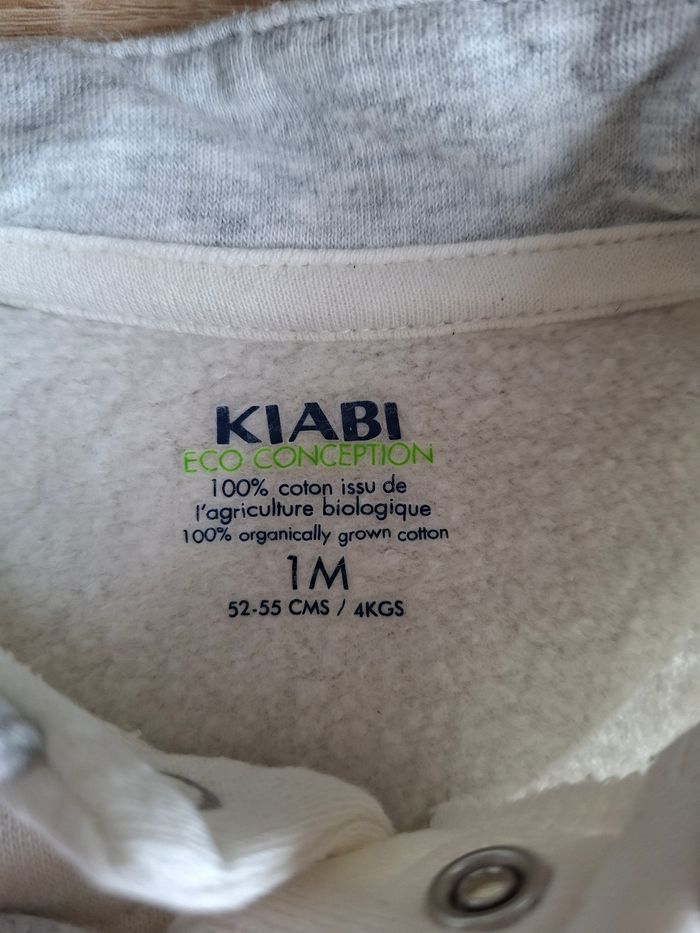 KIABI
ECO CONCEPTION
100% coton issu de
l'agriculture biologique
100% organically grown cotton
1M
52-55 CMS / 4KGS